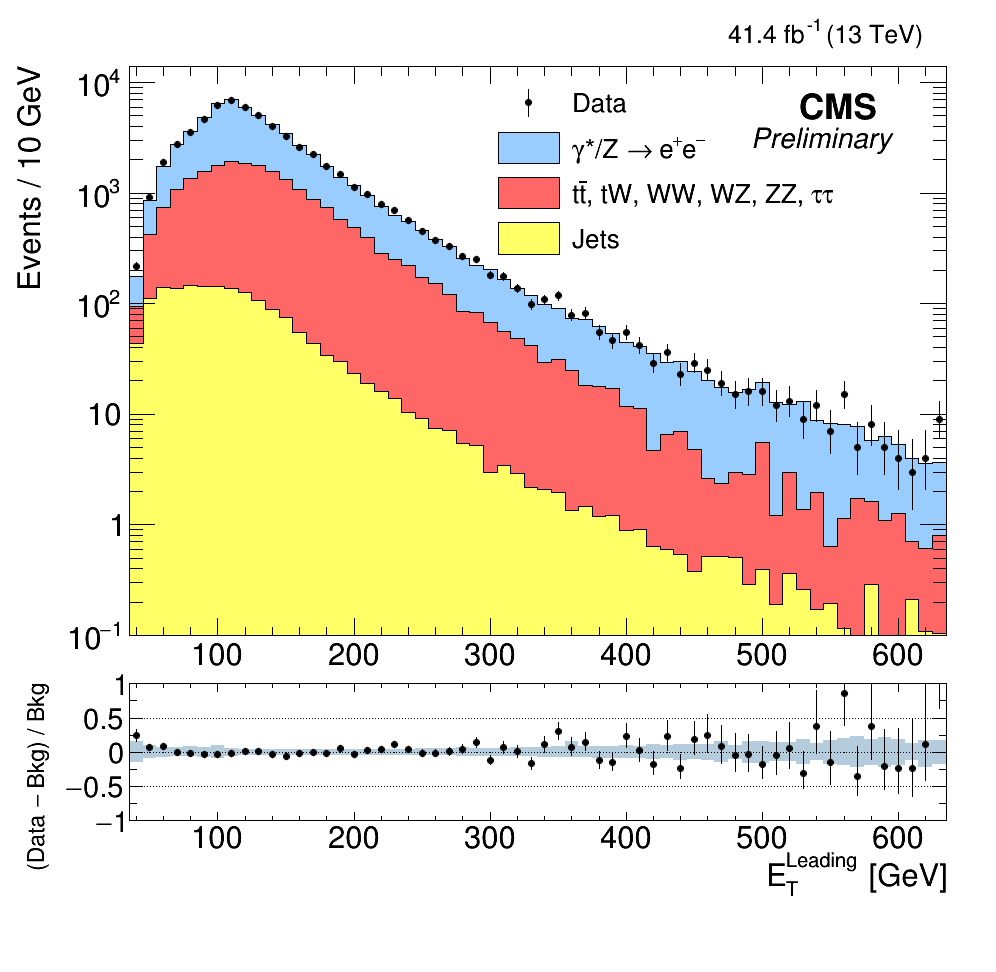 41.4 fb⁻¹ (13 TeV)
Events / 10 GeV
10⁴
10³
10²
10
1
10⁻¹
Data
γ*/Z → e⁺e⁻
tt̄, tW, WW, WZ, ZZ, ττ
Jets
CMS
Preliminary
100 200 300 400 500 600
(Data − Bkg) / Bkg
1
0.5
0
−0.5
−1
100 200 300 400 500 600
E_T^Leading [GeV]